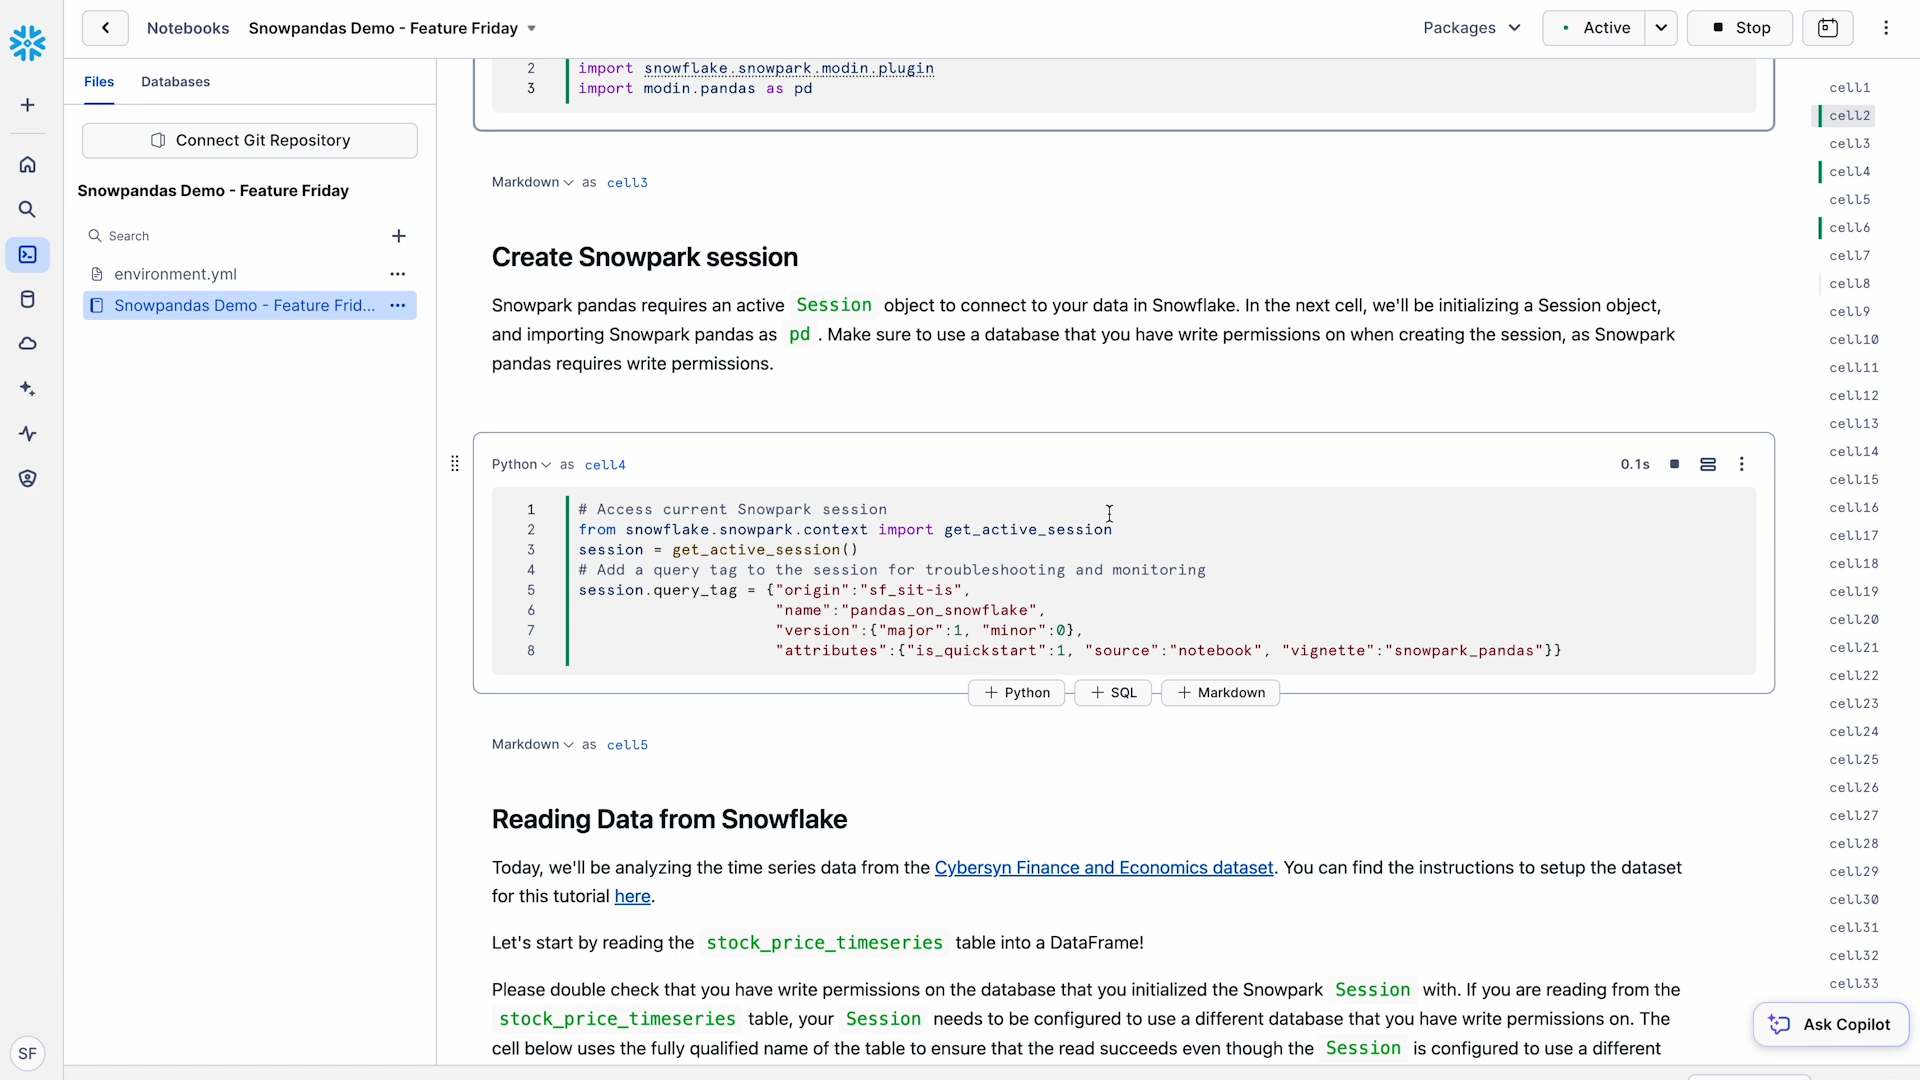 Notebooks
Snowpandas Demo - Feature Friday
Packages
Active
Stop
Files
Databases
Connect Git Repository
Snowpandas Demo - Feature Friday
Search
environment.yml
Snowpandas Demo - Feature Frid...
SF
2 import snowflake.snowpark.modin.plugin
3 import modin.pandas as pd
Markdown as cell3
Create Snowpark session
Snowpark pandas requires an active Session object to connect to your data in Snowflake. In the next cell, we'll be initializing a Session object,
and importing Snowpark pandas as pd . Make sure to use a database that you have write permissions on when creating the session, as Snowpark
pandas requires write permissions.
Python as cell4
0.1s
1 # Access current Snowpark session
2 from snowflake.snowpark.context import get_active_session
3 session = get_active_session()
4 # Add a query tag to the session for troubleshooting and monitoring
5 session.query_tag = {"origin":"sf_sit-is",
6 "name":"pandas_on_snowflake",
7 "version":{"major":1, "minor":0},
8 "attributes":{"is_quickstart":1, "source":"notebook", "vignette":"snowpark_pandas"}}
+ Python
+ SQL
+ Markdown
Markdown as cell5
Reading Data from Snowflake
Today, we'll be analyzing the time series data from the Cybersyn Finance and Economics dataset. You can find the instructions to setup the dataset
for this tutorial here.
Let's start by reading the stock_price_timeseries table into a DataFrame!
Please double check that you have write permissions on the database that you initialized the Snowpark Session with. If you are reading from the
stock_price_timeseries table, your Session needs to be configured to use a different database that you have write permissions on. The
cell below uses the fully qualified name of the table to ensure that the read succeeds even though the Session is configured to use a different
cell1
cell2
cell3
cell4
cell5
cell6
cell7
cell8
cell9
cell10
cell11
cell12
cell13
cell14
cell15
cell16
cell17
cell18
cell19
cell20
cell21
cell22
cell23
cell24
cell25
cell26
cell27
cell28
cell29
cell30
cell31
cell32
cell33
Ask Copilot